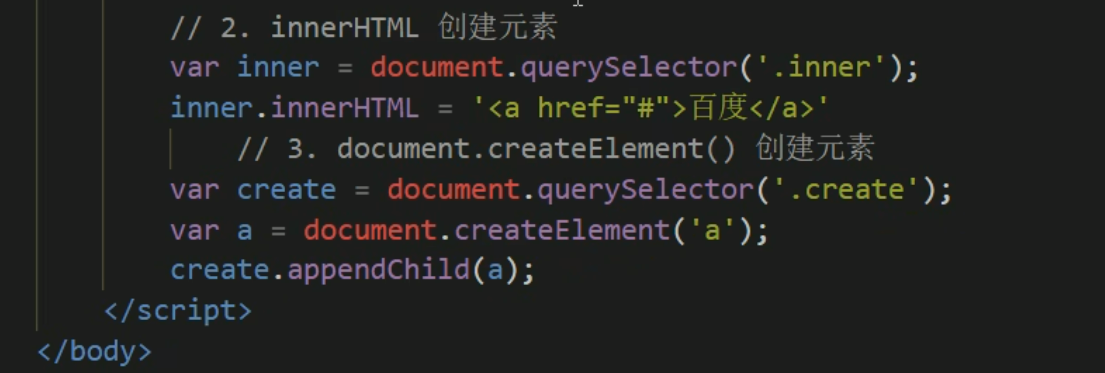 // 2. innerHTML 创建元素
var inner = document.querySelector('.inner');
inner.innerHTML = '<a href="#">百度</a>'
// 3. document.createElement() 创建元素
var create = document.querySelector('.create');
var a = document.createElement('a');
create.appendChild(a);
</script>
</body>